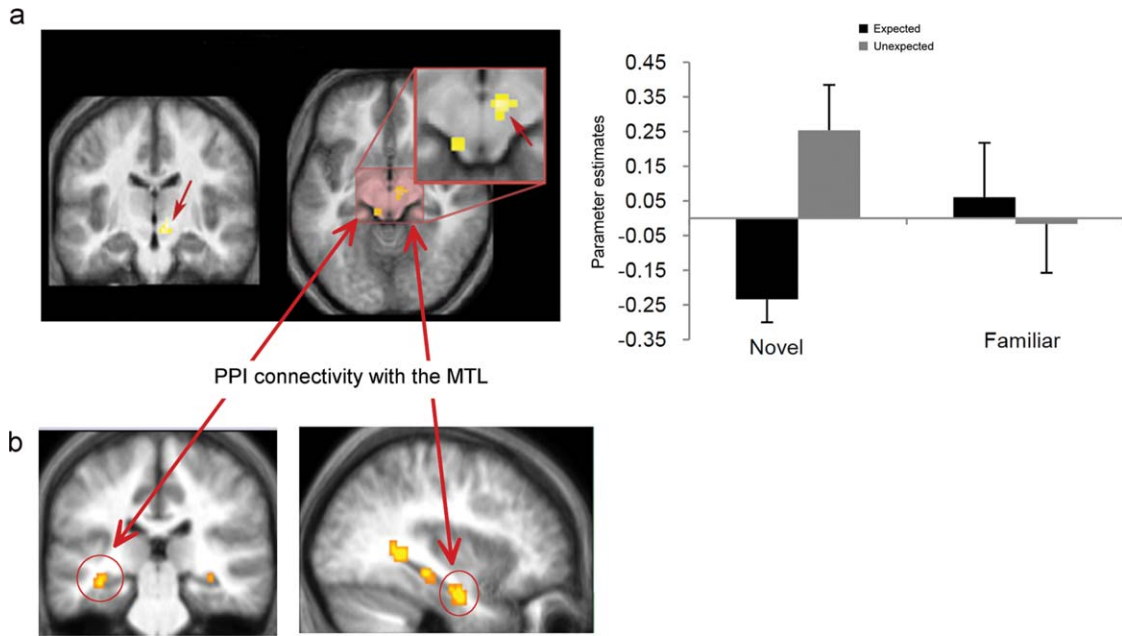 a
Expected
Unexpected
0.45
0.35
0.25
0.15
0.05
-0.05
-0.15
-0.25
-0.35
Parameter estimates
Novel
Familiar
PPI connectivity with the MTL
b